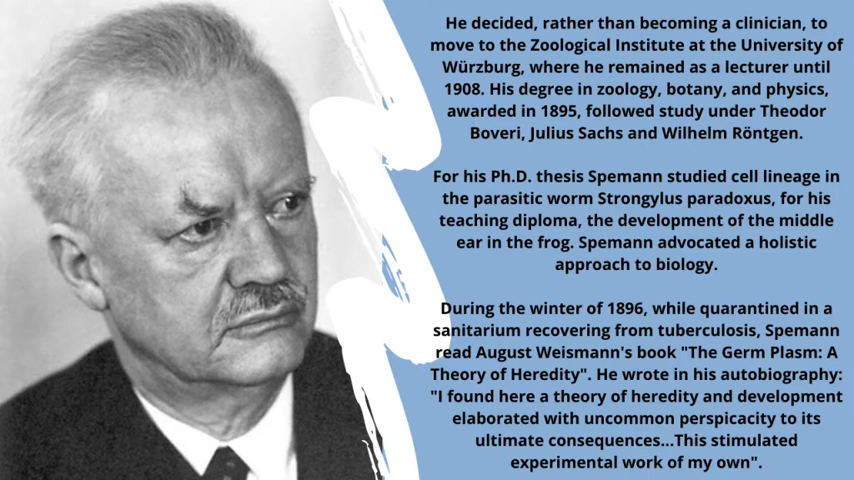 He decided, rather than becoming a clinician, to
move to the Zoological Institute at the University of
Würzburg, where he remained as a lecturer until
1908. His degree in zoology, botany, and physics,
awarded in 1895, followed study under Theodor
Boveri, Julius Sachs and Wilhelm Röntgen.
For his Ph.D. thesis Spemann studied cell lineage in
the parasitic worm Strongylus paradoxus, for his
teaching diploma, the development of the middle
ear in the frog. Spemann advocated a holistic
approach to biology.
During the winter of 1896, while quarantined in a
sanitarium recovering from tuberculosis, Spemann
read August Weismann's book "The Germ Plasm: A
Theory of Heredity". He wrote in his autobiography:
"I found here a theory of heredity and development
elaborated with uncommon perspicacity to its
ultimate consequences...This stimulated
experimental work of my own".